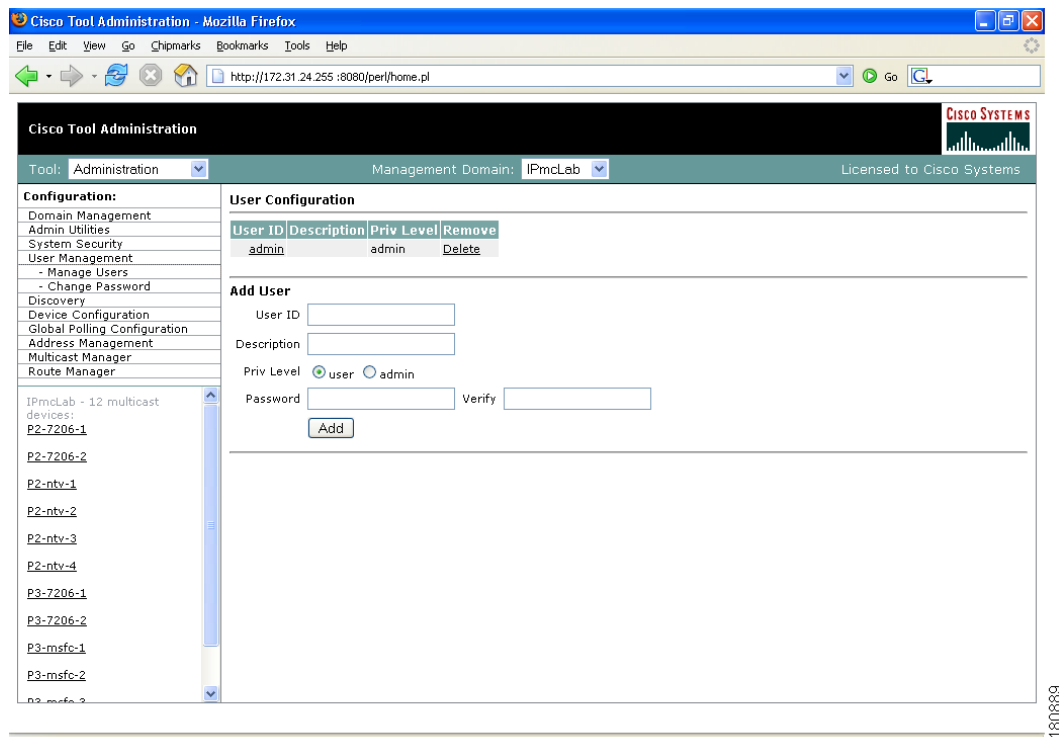 Cisco Tool Administration - Mozilla Firefox
File Edit View Go Chipmarks Bookmarks Tools Help
http://172.31.24.255 :8080/perl/home.pl
Go
G
Cisco Tool Administration
CISCO SYSTEMS
Tool: Administration
Management Domain: IPmcLab
Licensed to Cisco Systems
Configuration:
Domain Management
Admin Utilities
System Security
User Management
- Manage Users
- Change Password
Discovery
Device Configuration
Global Polling Configuration
Address Management
Multicast Manager
Route Manager
IPmcLab - 12 multicast
devices:
P2-7206-1
P2-7206-2
P2-ntv-1
P2-ntv-2
P2-ntv-3
P2-ntv-4
P3-7206-1
P3-7206-2
P3-msfc-1
P3-msfc-2
User Configuration
User ID Description Priv Level Remove
admin admin Delete
Add User
User ID
Description
Priv Level user admin
Password Verify
Add
180889